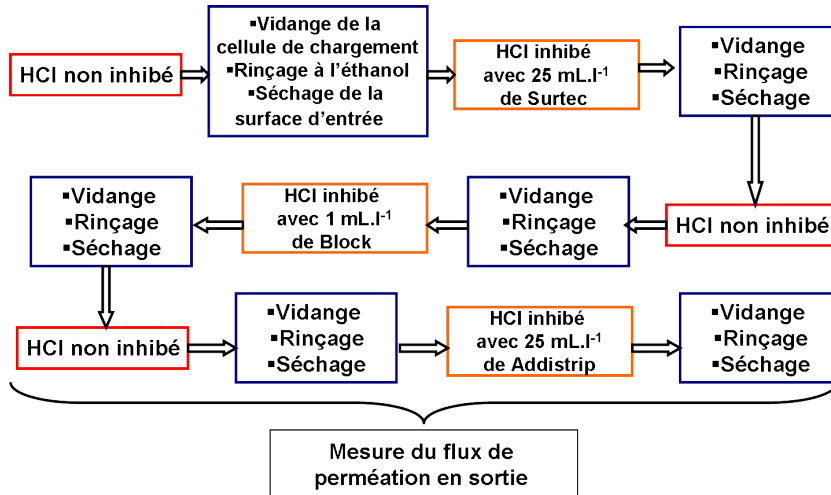 HCl non inhibé
▪Vidange de la
cellule de chargement
▪Rinçage à l'éthanol
▪Séchage de la
surface d'entrée
HCl inhibé
avec 25 mL.l⁻¹
de Surtec
▪Vidange
▪Rinçage
▪Séchage
HCl non inhibé
▪Vidange
▪Rinçage
▪Séchage
HCl inhibé
avec 1 mL.l⁻¹
de Block
▪Vidange
▪Rinçage
▪Séchage
HCl non inhibé
▪Vidange
▪Rinçage
▪Séchage
HCl inhibé
avec 25 mL.l⁻¹
de Addistrip
▪Vidange
▪Rinçage
▪Séchage
Mesure du flux de
perméation en sortie